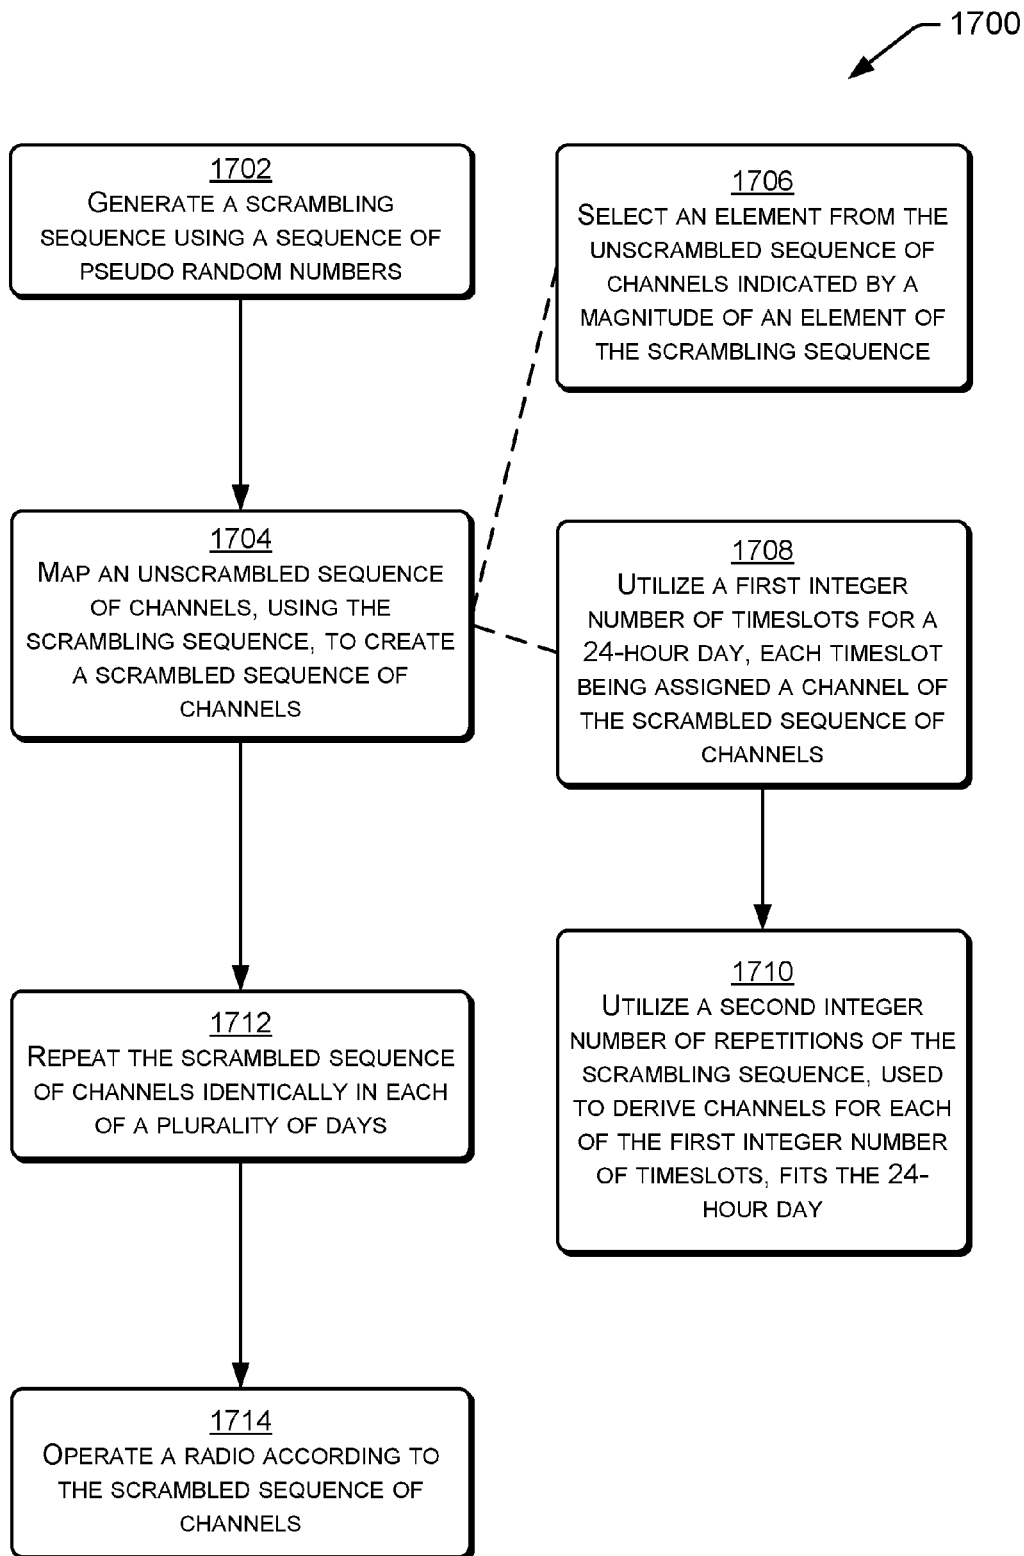 1700
1702
GENERATE A SCRAMBLING
SEQUENCE USING A SEQUENCE OF
PSEUDO RANDOM NUMBERS
1704
MAP AN UNSCRAMBLED SEQUENCE
OF CHANNELS, USING THE
SCRAMBLING SEQUENCE, TO CREATE
A SCRAMBLED SEQUENCE OF
CHANNELS
1706
SELECT AN ELEMENT FROM THE
UNSCRAMBLED SEQUENCE OF
CHANNELS INDICATED BY A
MAGNITUDE OF AN ELEMENT OF
THE SCRAMBLING SEQUENCE
1708
UTILIZE A FIRST INTEGER
NUMBER OF TIMESLOTS FOR A
24-HOUR DAY, EACH TIMESLOT
BEING ASSIGNED A CHANNEL OF
THE SCRAMBLED SEQUENCE OF
CHANNELS
1710
UTILIZE A SECOND INTEGER
NUMBER OF REPETITIONS OF THE
SCRAMBLING SEQUENCE, USED
TO DERIVE CHANNELS FOR EACH
OF THE FIRST INTEGER NUMBER
OF TIMESLOTS, FITS THE 24-
HOUR DAY
1712
REPEAT THE SCRAMBLED SEQUENCE
OF CHANNELS IDENTICALLY IN EACH
OF A PLURALITY OF DAYS
1714
OPERATE A RADIO ACCORDING TO
THE SCRAMBLED SEQUENCE OF
CHANNELS